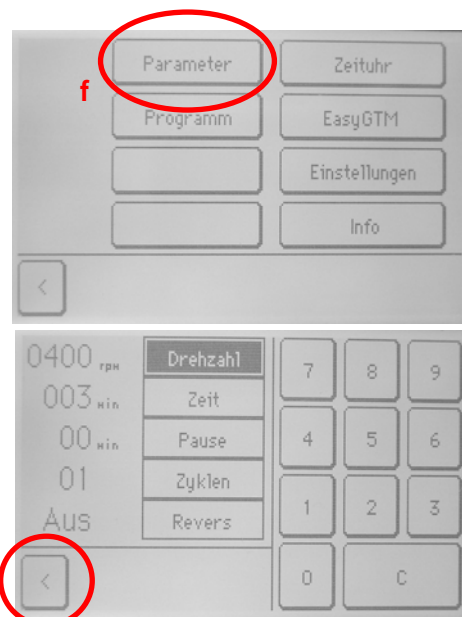 Parameter Zeituhr
f
Programm EasyGTM
Einstellungen
Info
<
0400 rpm Drehzahl 7 8 9
003 min Zeit
00 min Pause 4 5 6
01 Zyklen
Aus Revers 1 2 3
< 0 C